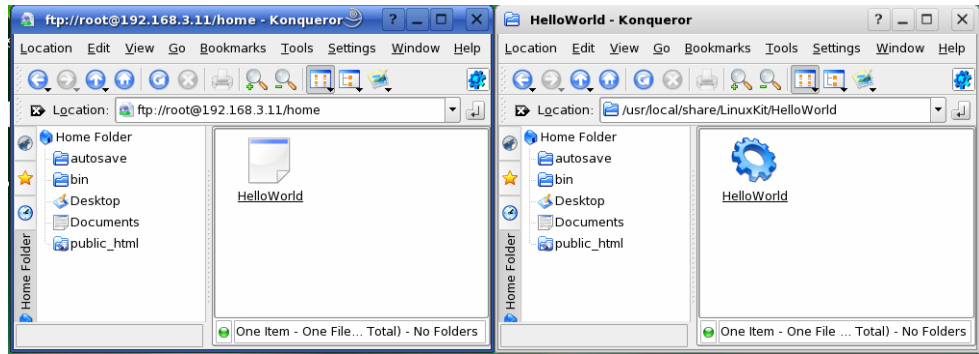 ftp://root@192.168.3.11/home - Konqueror
Location Edit View Go Bookmarks Tools Settings Window Help
Location: ftp://root@192.168.3.11/home
Home Folder
autosave
bin
Desktop
Documents
public_html
Home Folder
HelloWorld
One Item - One File... Total) - No Folders
HelloWorld - Konqueror
Location Edit View Go Bookmarks Tools Settings Window Help
Location: /usr/local/share/LinuxKit/HelloWorld
Home Folder
autosave
bin
Desktop
Documents
public_html
Home Folder
HelloWorld
One Item - One File ... Total) - No Folders